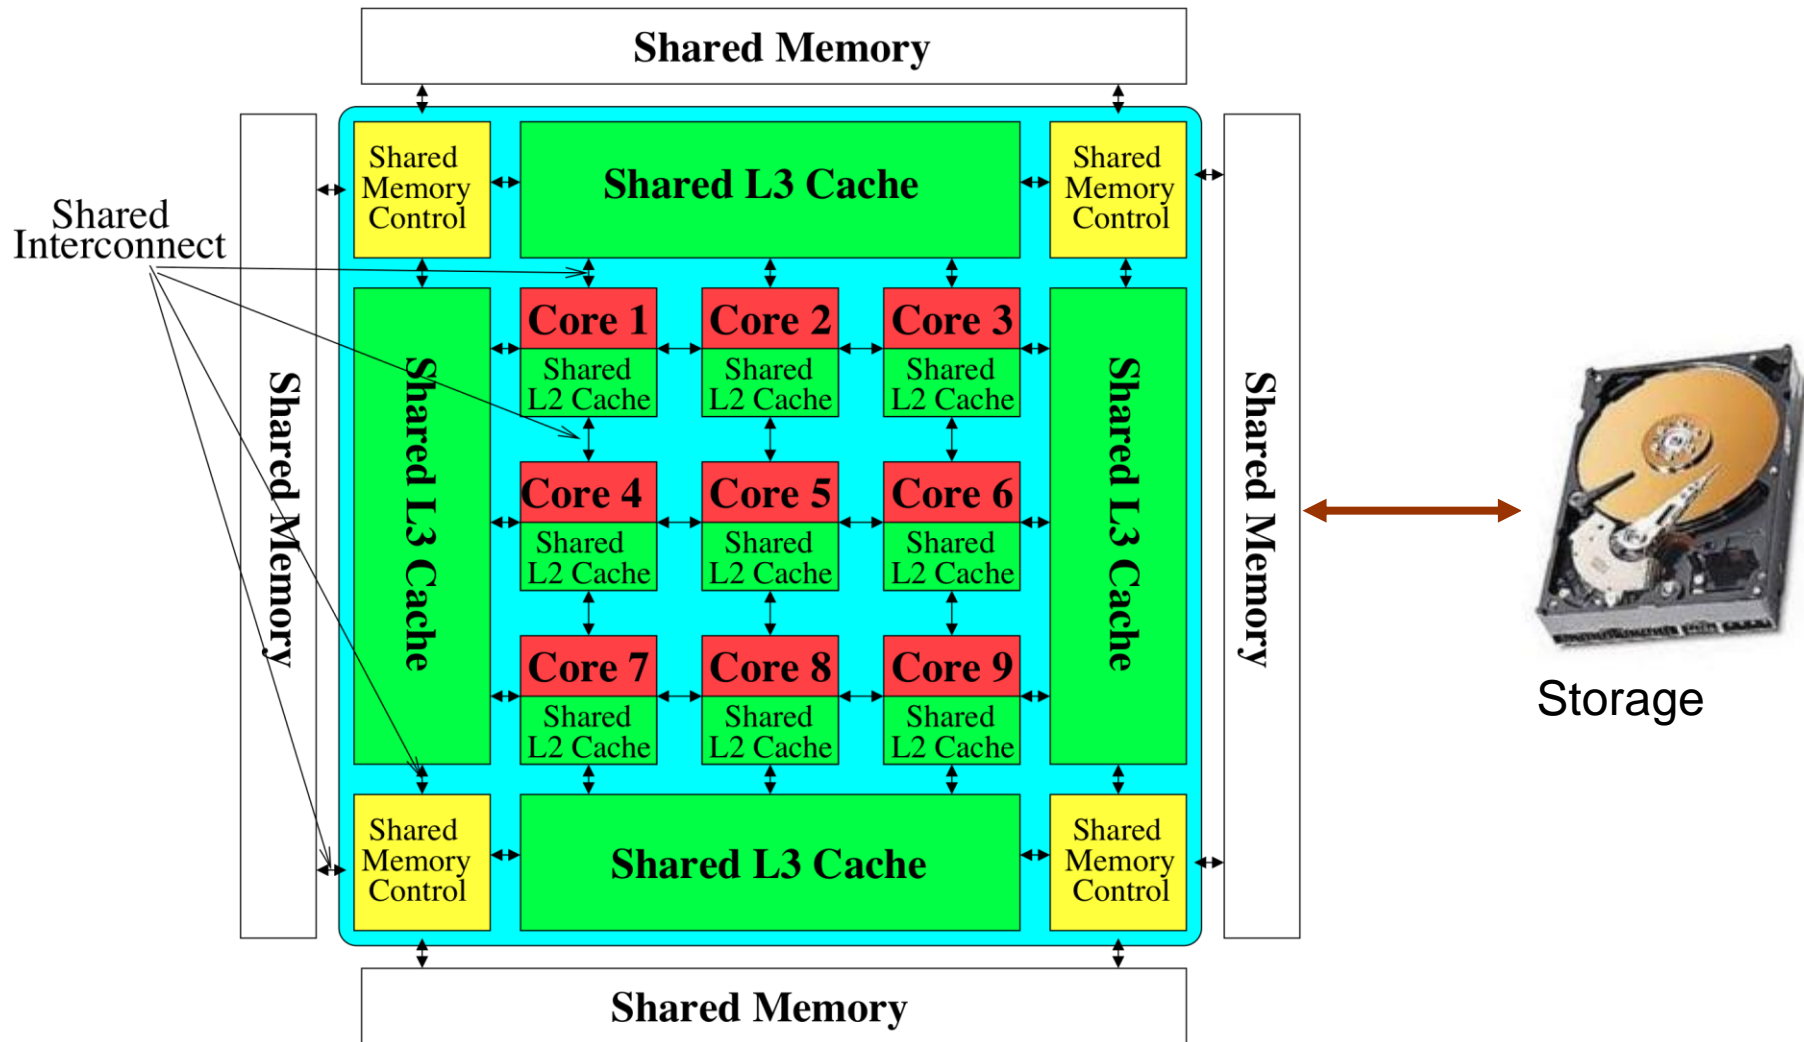 Shared Memory
Shared
Memory
Control
Shared L3 Cache
Shared
Memory
Control
Shared
Interconnect
Shared Memory
Shared L3 Cache
Core 1
Shared
L2 Cache
Core 2
Shared
L2 Cache
Core 3
Shared
L2 Cache
Core 4
Shared
L2 Cache
Core 5
Shared
L2 Cache
Core 6
Shared
L2 Cache
Core 7
Shared
L2 Cache
Core 8
Shared
L2 Cache
Core 9
Shared
L2 Cache
Shared L3 Cache
Shared Memory
Storage
Shared
Memory
Control
Shared L3 Cache
Shared
Memory
Control
Shared Memory